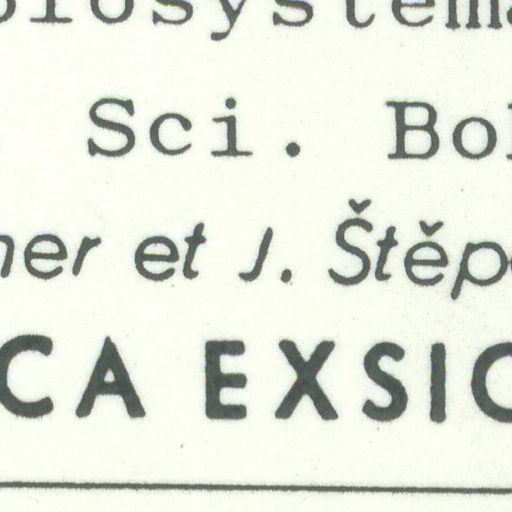 Sci. Bo
ner et J. Štěp
CA EXSIC